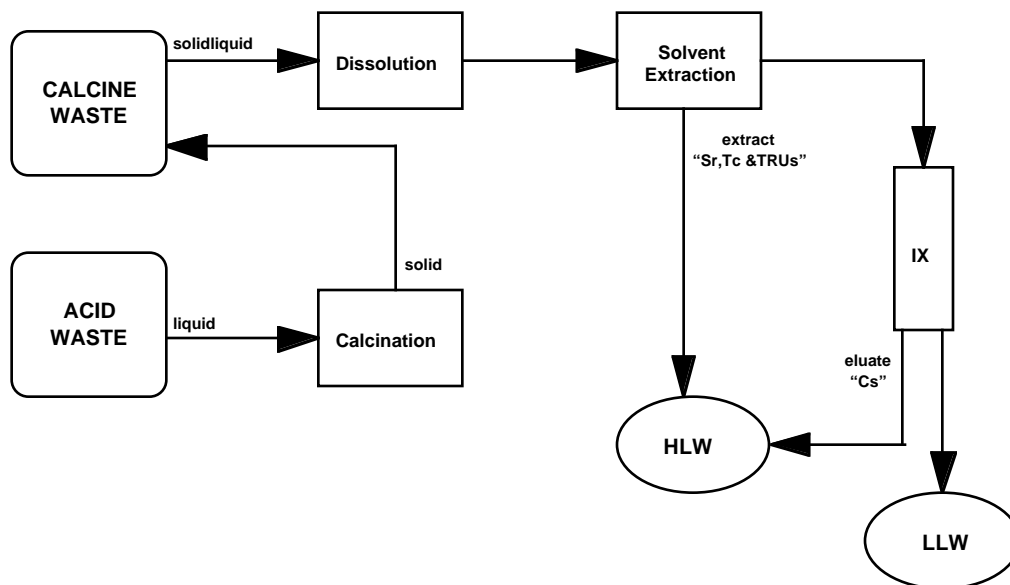 solidliquid
CALCINE
WASTE
Dissolution
Solvent
Extraction
extract
“Sr,Tc &TRUs”
IX
solid
ACID
WASTE
liquid
Calcination
eluate
“Cs”
HLW
LLW